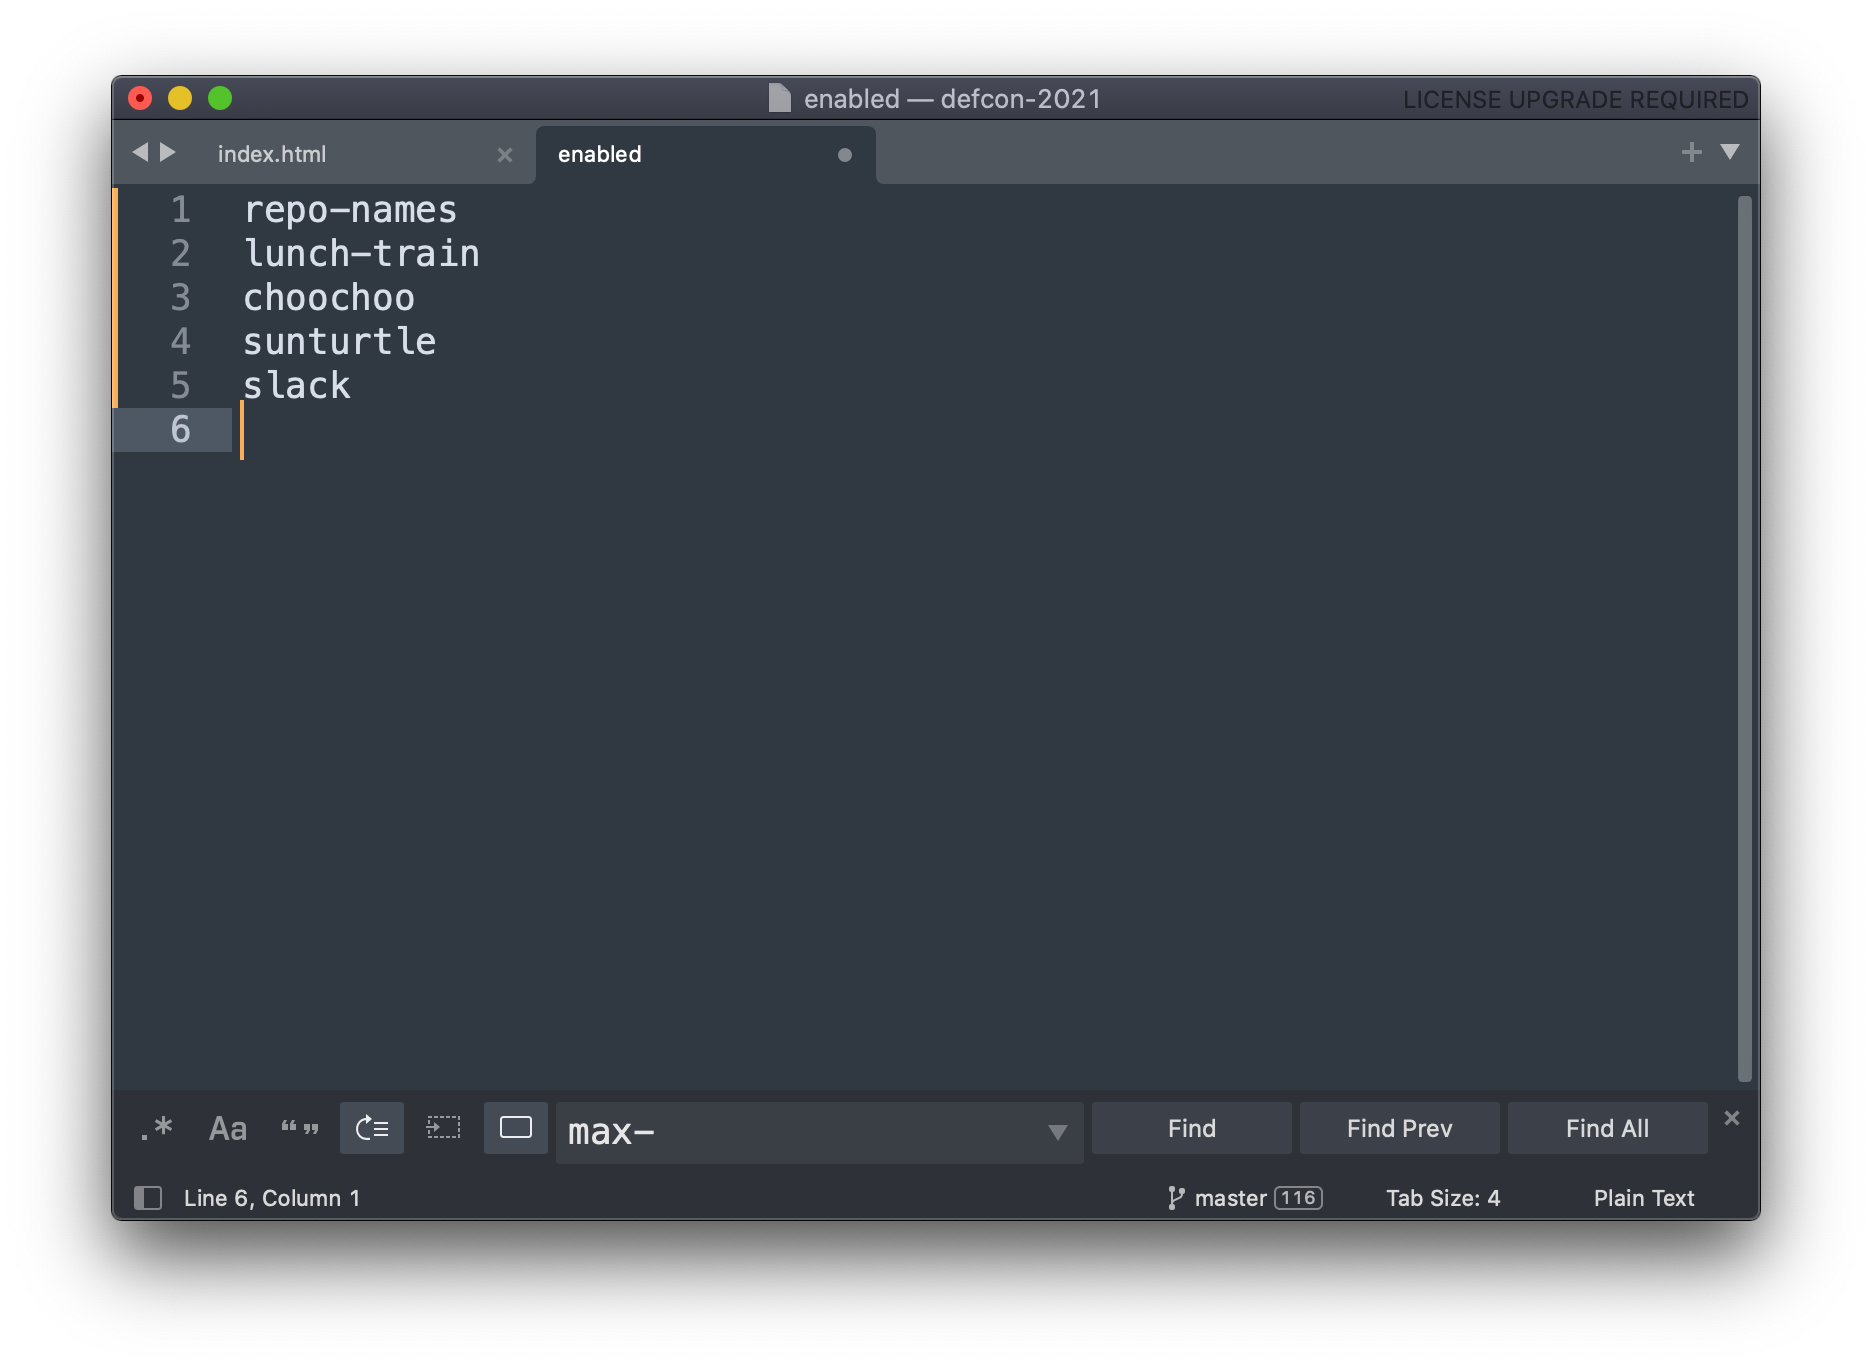 enabled — defcon-2021
LICENSE UPGRADE REQUIRED
index.html
enabled
1 repo-names
2 lunch-train
3 choochoo
4 sunturtle
5 slack
6
.* Aa “” max- Find Find Prev Find All
Line 6, Column 1
master 116
Tab Size: 4
Plain Text